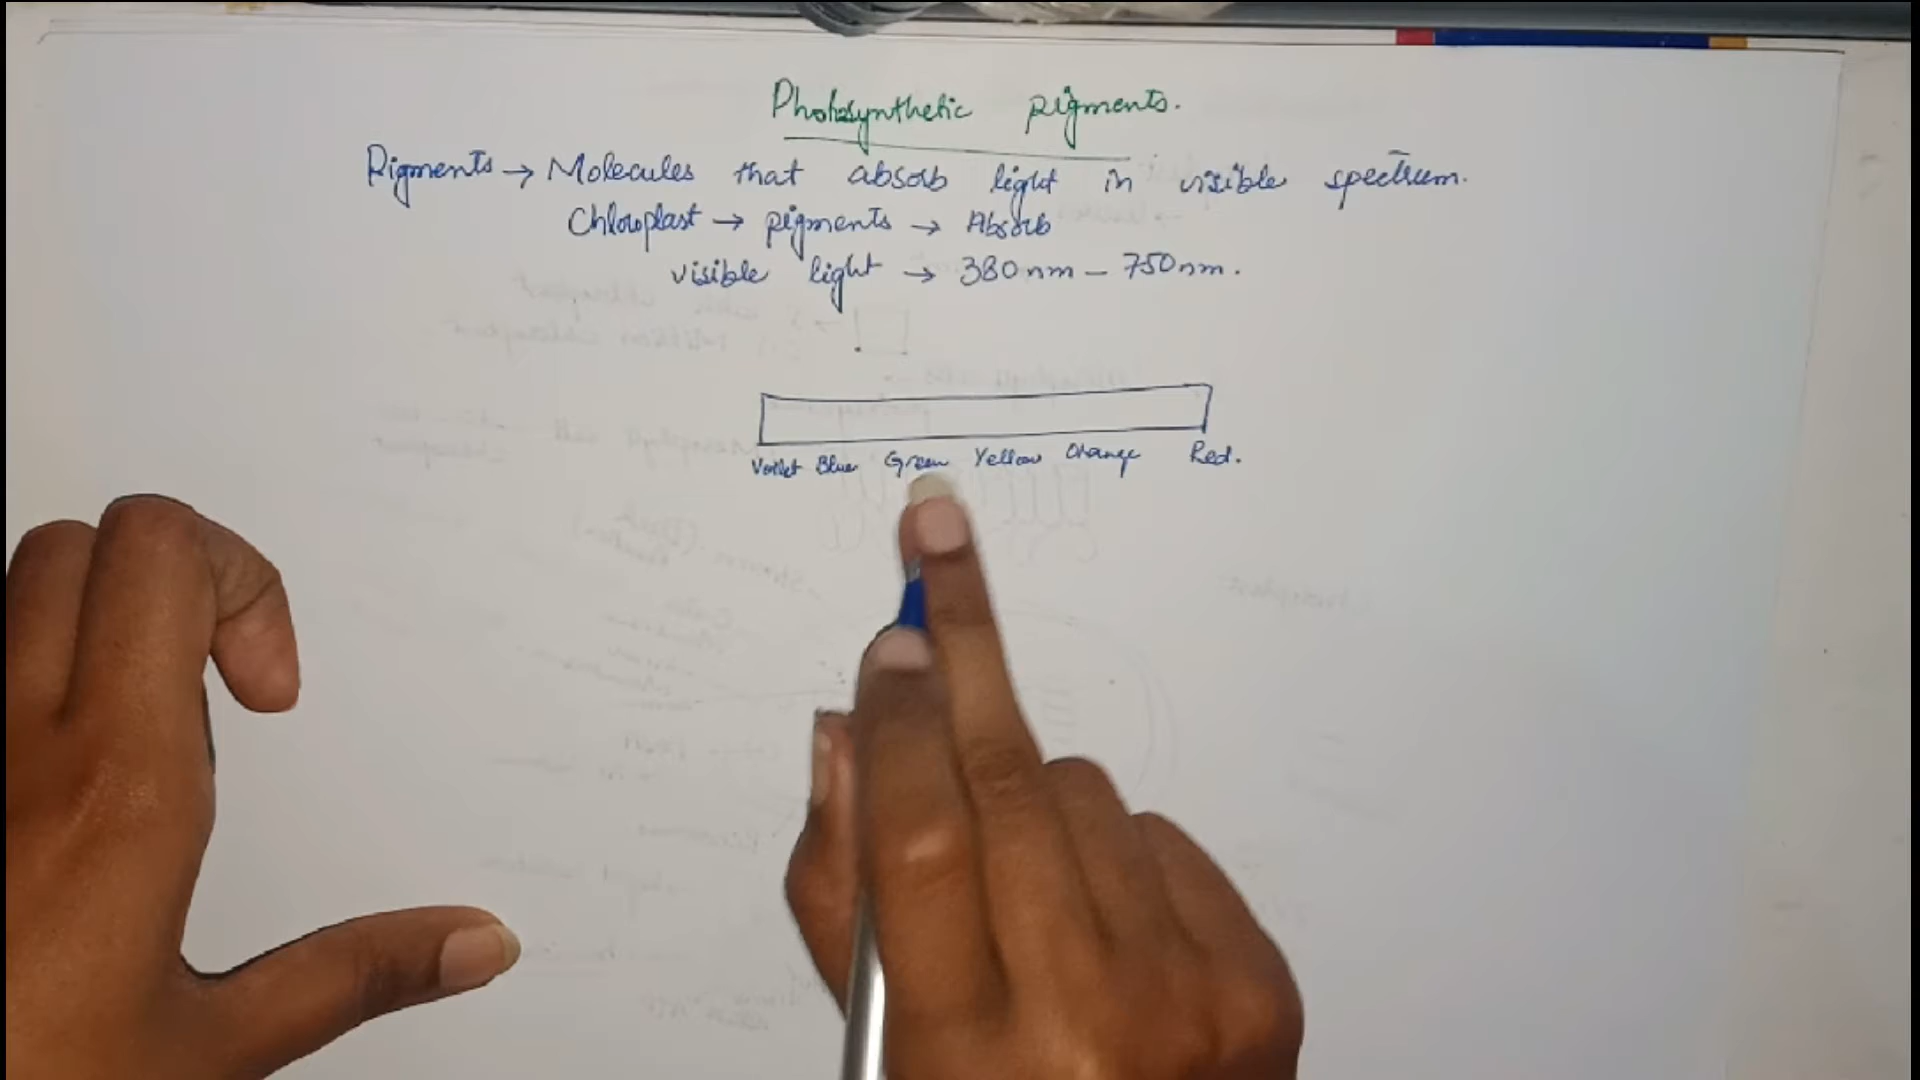 Photosynthetic pigments.
Pigments → Molecules that absorb light in visible spectrum.
Chloroplast → pigments → Absorb
visible light → 380nm – 750nm.
Voilet Blue Green Yellow Orange Red.